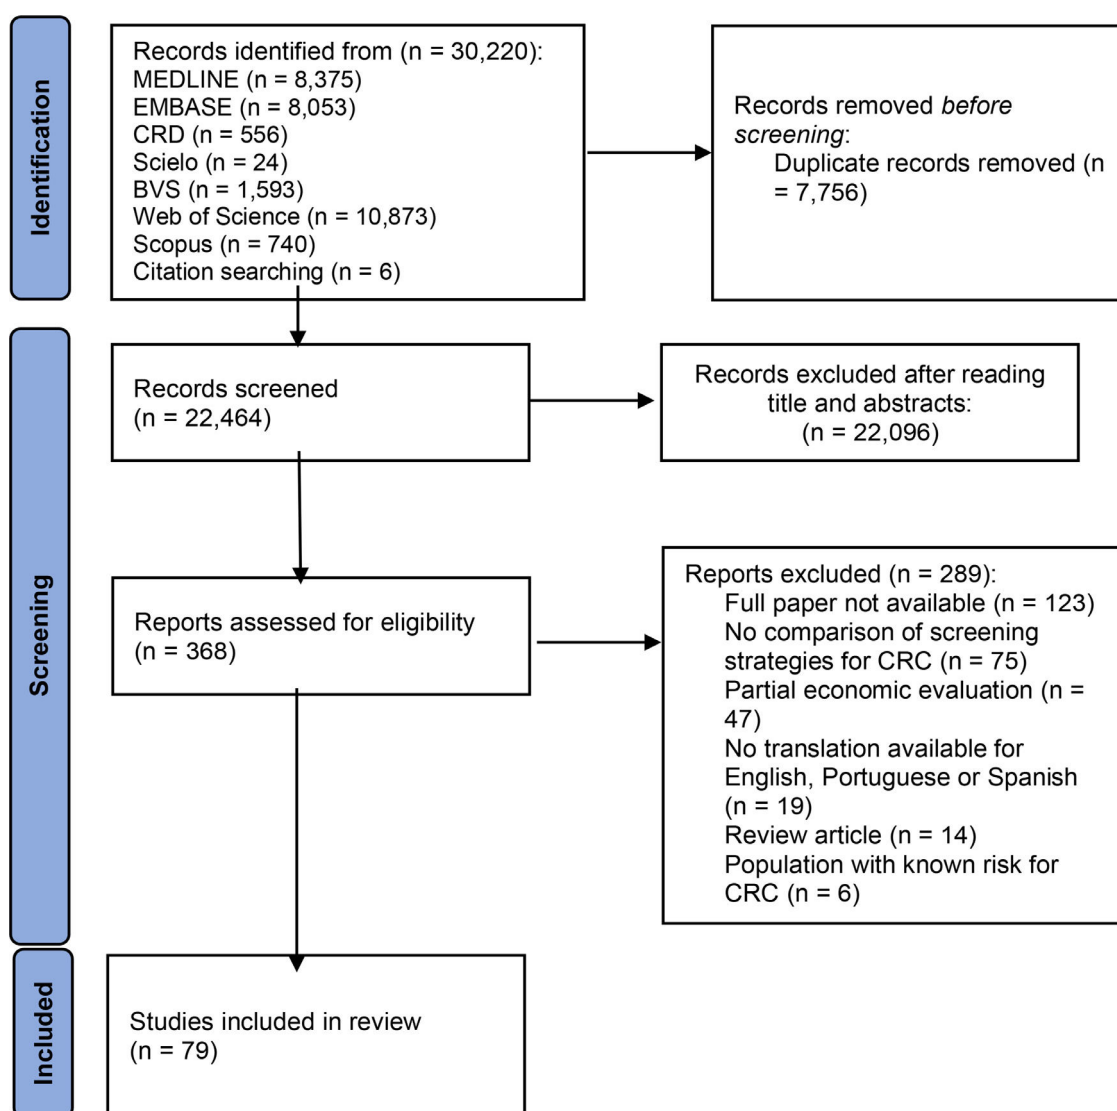 Identification
Records identified from (n = 30,220):
MEDLINE (n = 8,375)
EMBASE (n = 8,053)
CRD (n = 556)
Scielo (n = 24)
BVS (n = 1,593)
Web of Science (n = 10,873)
Scopus (n = 740)
Citation searching (n = 6)
Records removed before
screening:
Duplicate records removed (n
= 7,756)
Screening
Records screened
(n = 22,464)
Records excluded after reading
title and abstracts:
(n = 22,096)
Reports assessed for eligibility
(n = 368)
Reports excluded (n = 289):
Full paper not available (n = 123)
No comparison of screening
strategies for CRC (n = 75)
Partial economic evaluation (n =
47)
No translation available for
English, Portuguese or Spanish
(n = 19)
Review article (n = 14)
Population with known risk for
CRC (n = 6)
Included
Studies included in review
(n = 79)